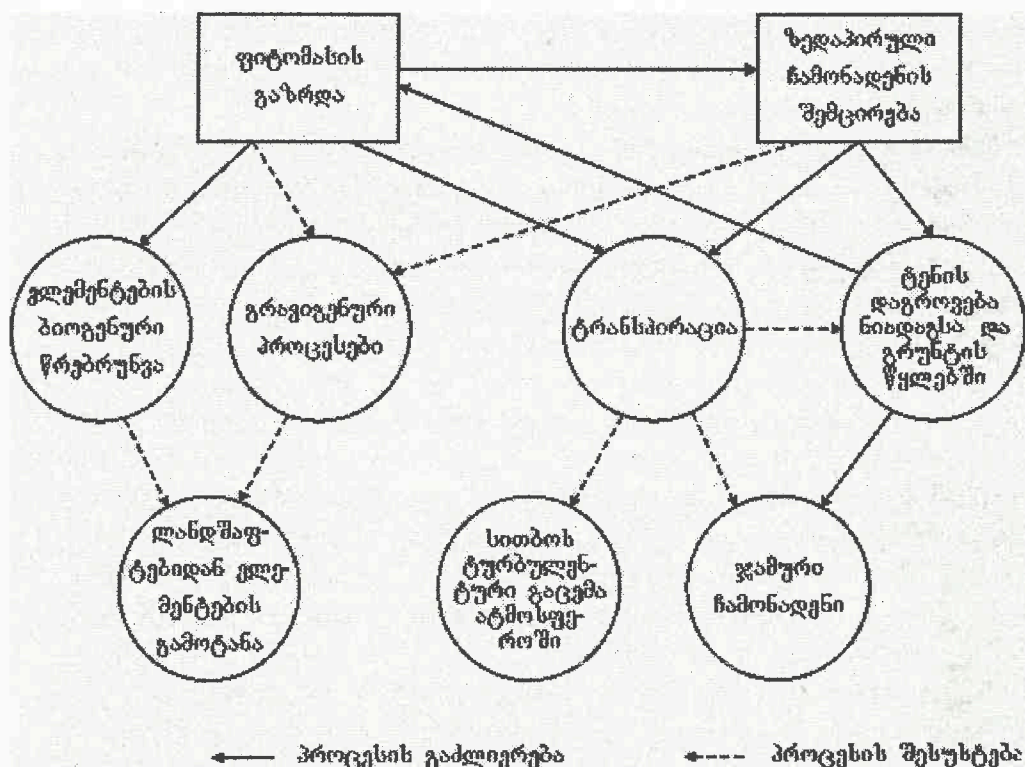 ფიტომასის
გაზრდა
ზედაპირული
ჩამონადენის
შემცირება
ელემენტების
ბიოგენური
წრებრუნვა
გრავიგენური
პროცესები
ტრანსპირაცია
ტენის
დაგროვება
ნიადაგსა და
გრუნტის
წყლებში
ლანდშაფ-
ტებიდან ელე-
მენტების
გამოტანა
სითბოს
ტურბულენ-
ტური გაცემა
ატმოსფე-
როში
ჯამური
ჩამონადენი
პროცესის გაძლიერება
პროცესის შესუსტება